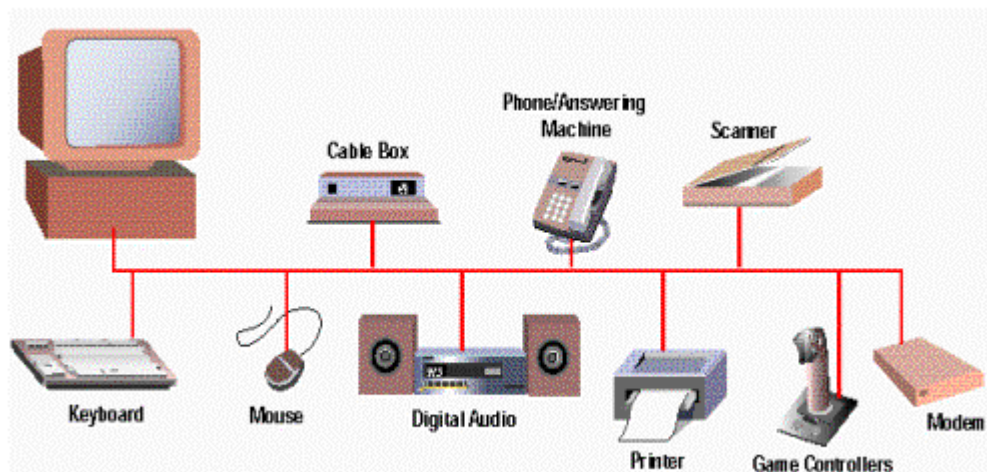 Phone/Answering
Machine
Scanner
Cable Box
Keyboard
Mouse
Digital Audio
Printer
Game Controllers
Modem